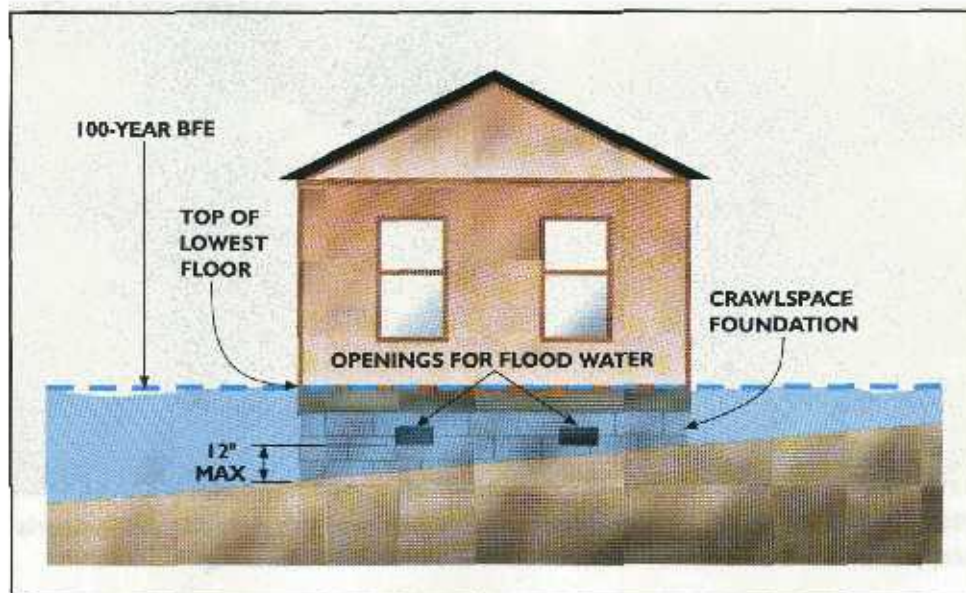 100-YEAR BFE
TOP OF
LOWEST
FLOOR
CRAWLSPACE
FOUNDATION
OPENINGS FOR FLOOD WATER
12"
MAX